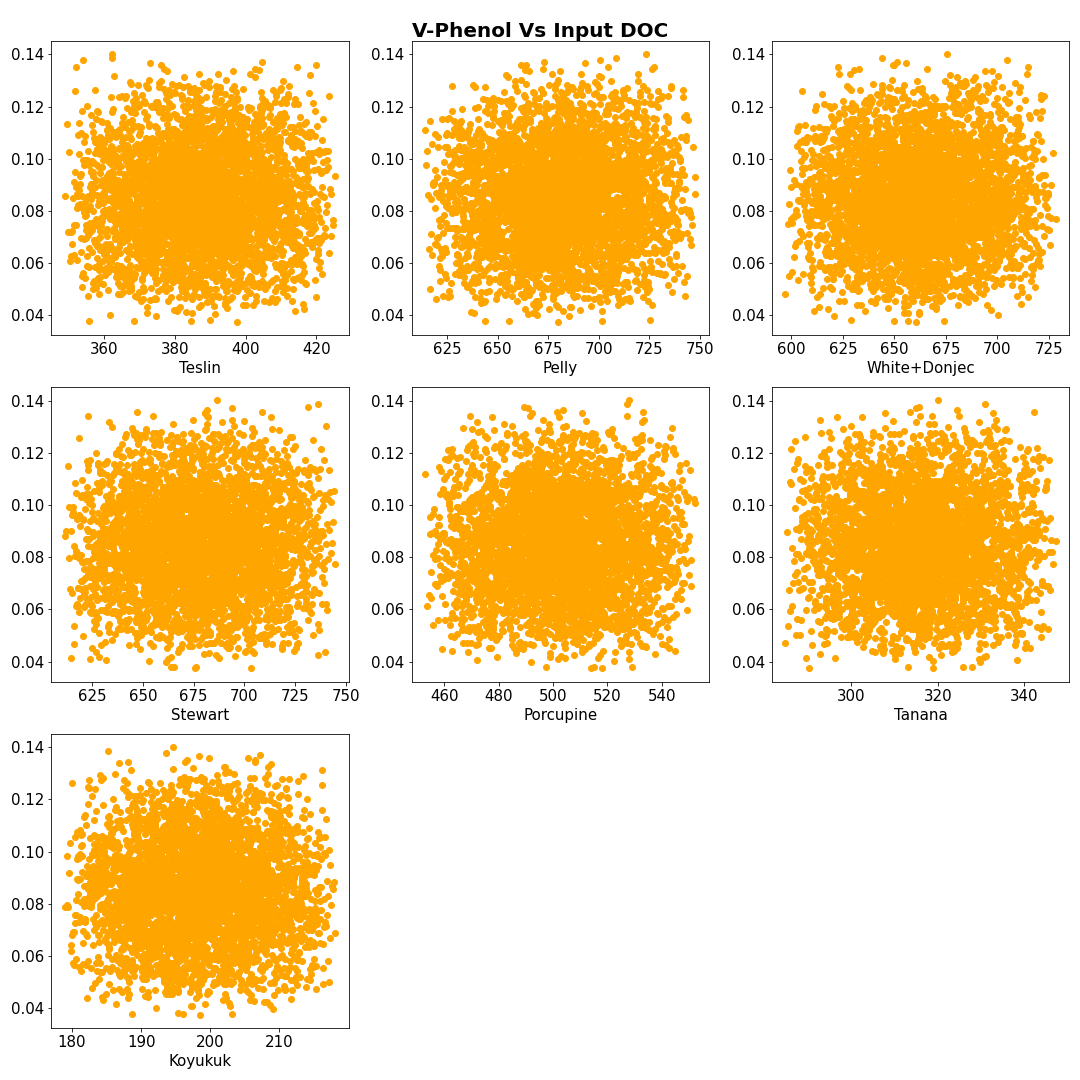 V-Phenol Vs Input DOC
0.14 0.12 0.10 0.08 0.06 0.04
360 380 400 420
Teslin
0.14 0.12 0.10 0.08 0.06 0.04
625 650 675 700 725 750
Pelly
0.14 0.12 0.10 0.08 0.06 0.04
600 625 650 675 700 725
White+Donjec
0.14 0.12 0.10 0.08 0.06 0.04
625 650 675 700 725 750
Stewart
0.14 0.12 0.10 0.08 0.06 0.04
460 480 500 520 540
Porcupine
0.14 0.12 0.10 0.08 0.06 0.04
300 320 340
Tanana
0.14 0.12 0.10 0.08 0.06 0.04
180 190 200 210
Koyukuk